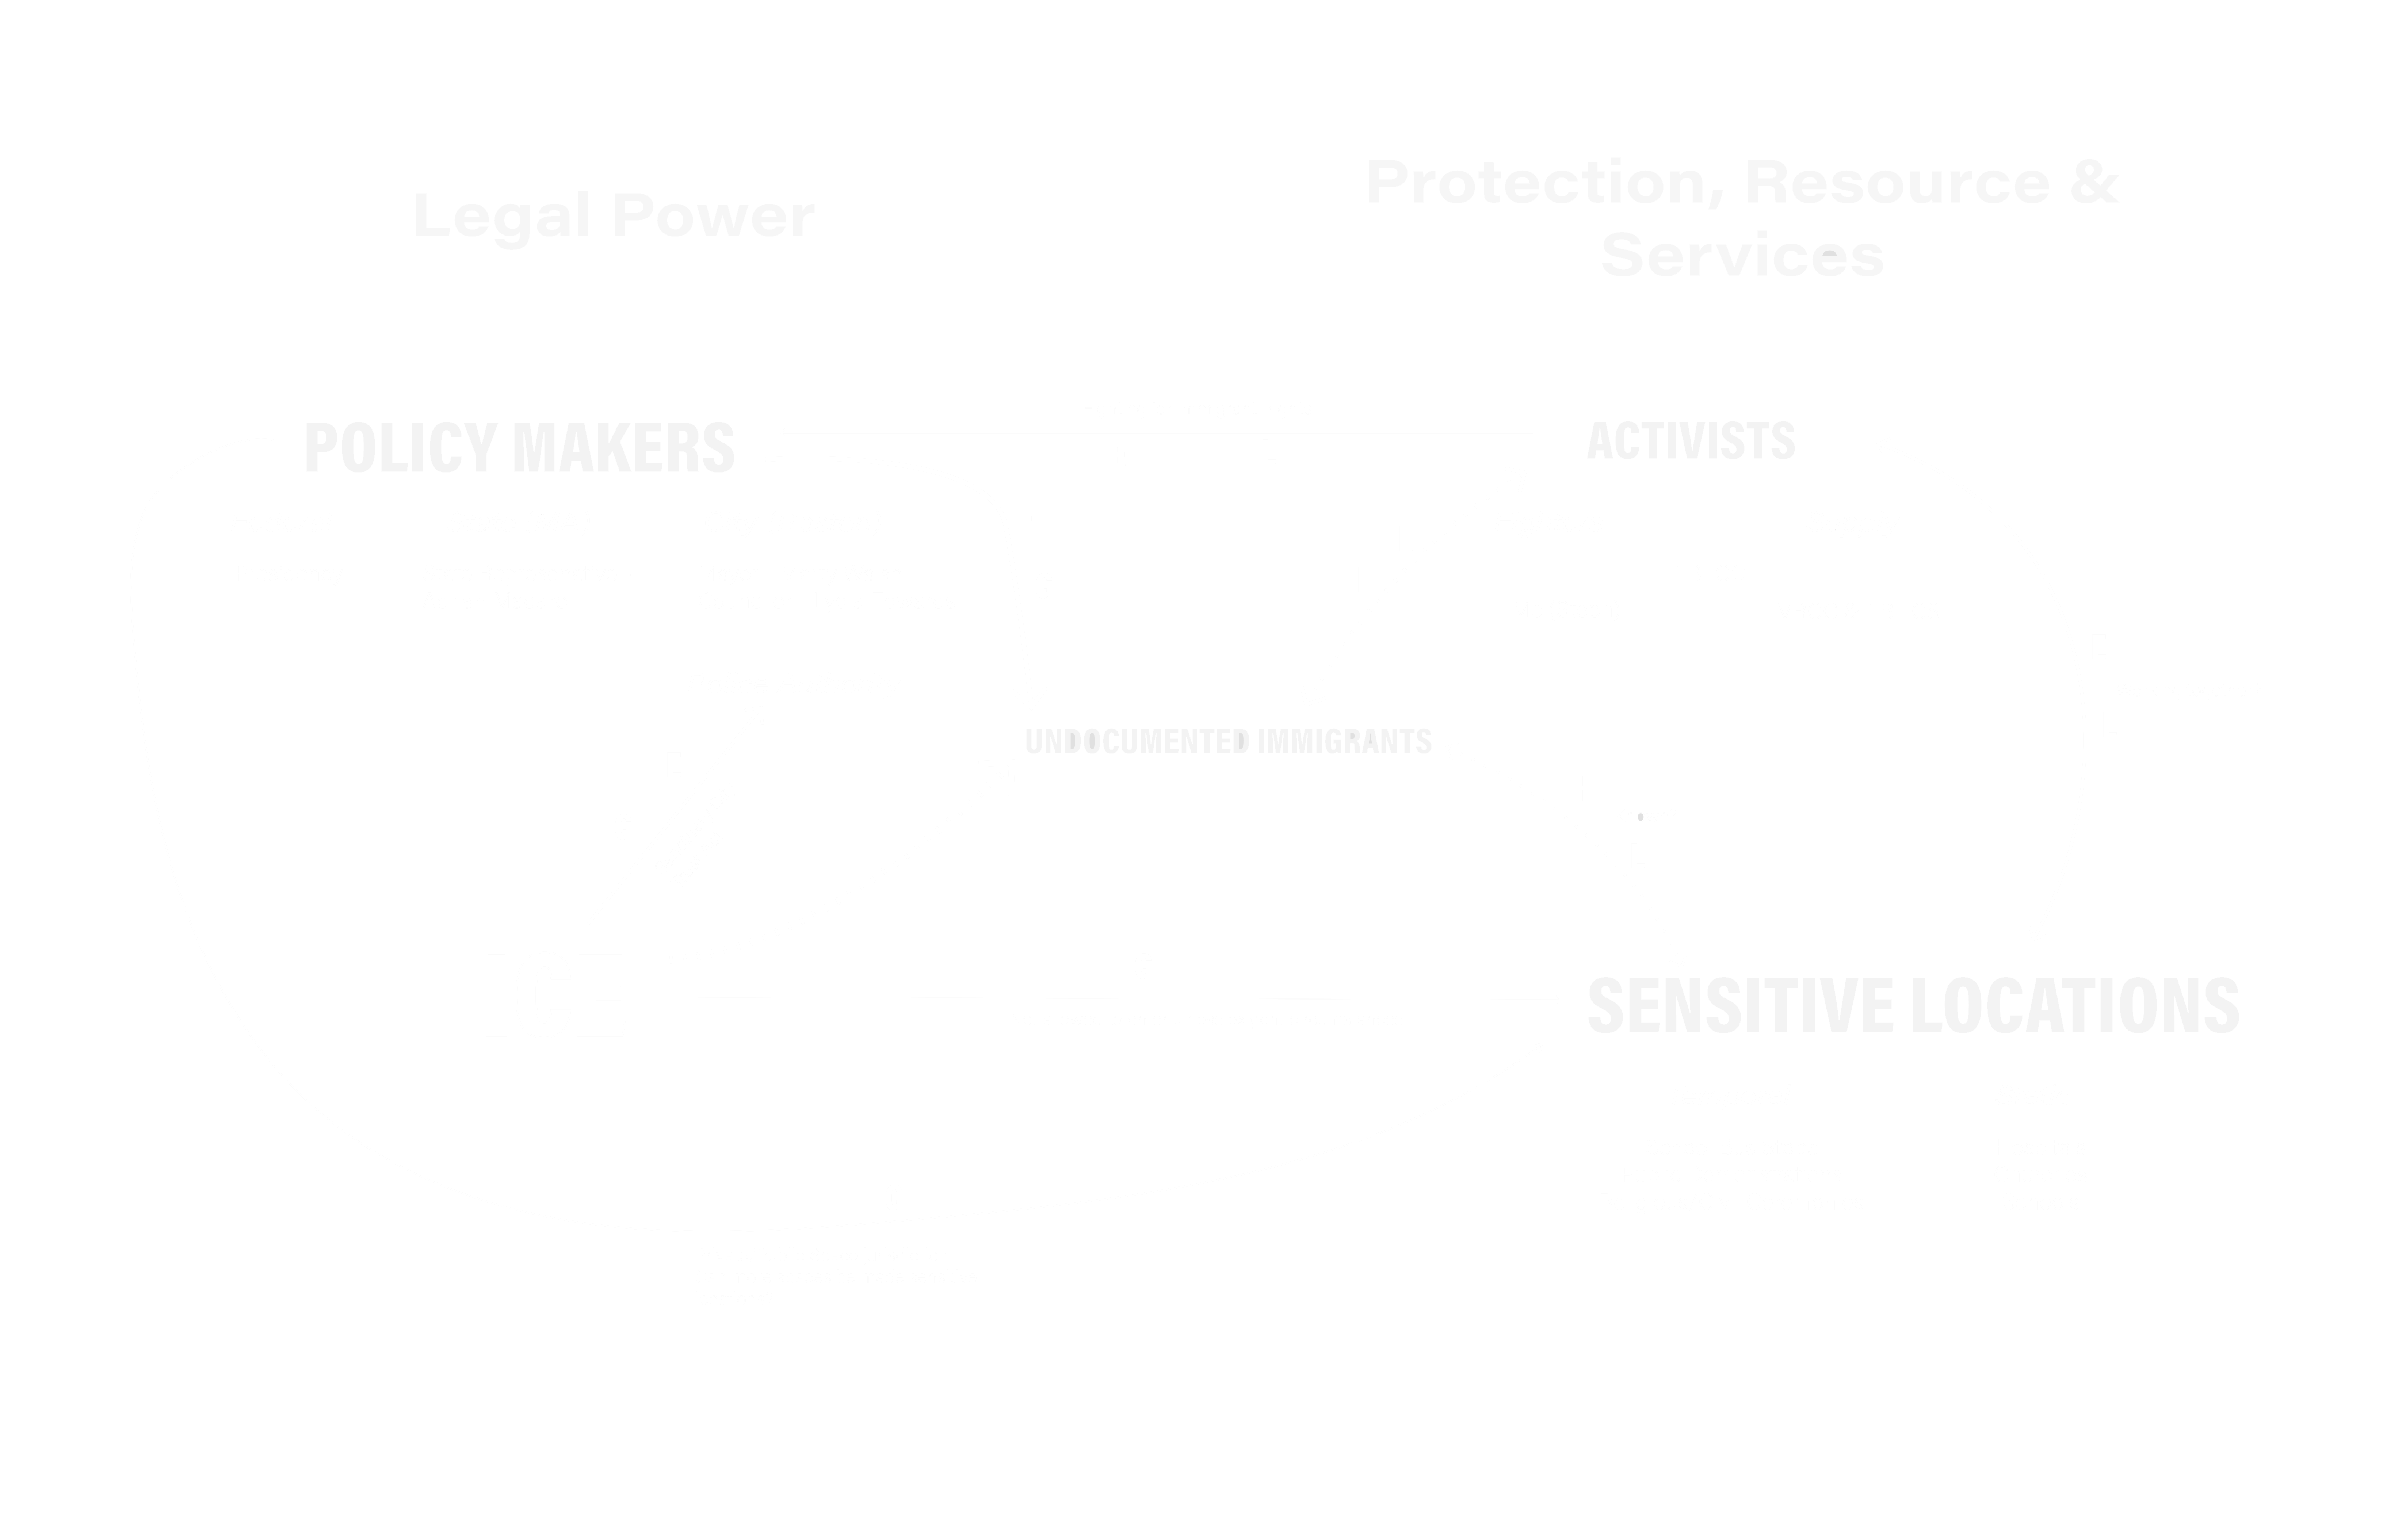 Legal Power
Protection, Resource &
Services
POLICY MAKERS
ACTIVISTS
UNDOCUMENTED IMMIGRANTS
SENSITIVE LOCATIONS